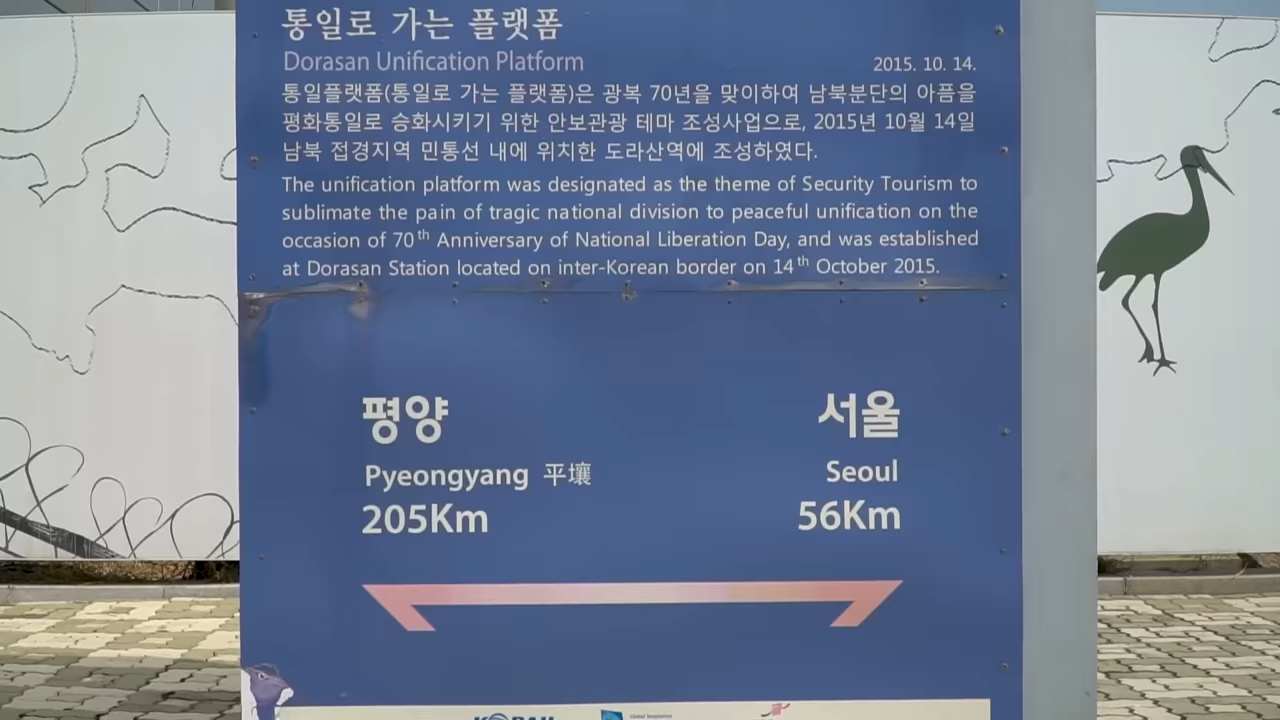 통일로 가는 플랫폼
Dorasan Unification Platform
2015. 10. 14.
통일플랫폼(통일로 가는 플랫폼)은 광복 70년을 맞이하여 남북분단의 아픔을
평화통일로 승화시키기 위한 안보관광 테마 조성사업으로, 2015년 10월 14일
남북 접경지역 민통선 내에 위치한 도라산역에 조성하였다.
The unification platform was designated as the theme of Security Tourism to
sublimate the pain of tragic national division to peaceful unification on the
occasion of 70th Anniversary of National Liberation Day, and was established
at Dorasan Station located on inter-Korean border on 14th October 2015.
평양
Pyeongyang 平壤
205Km
서울
Seoul
56Km
KORAIL